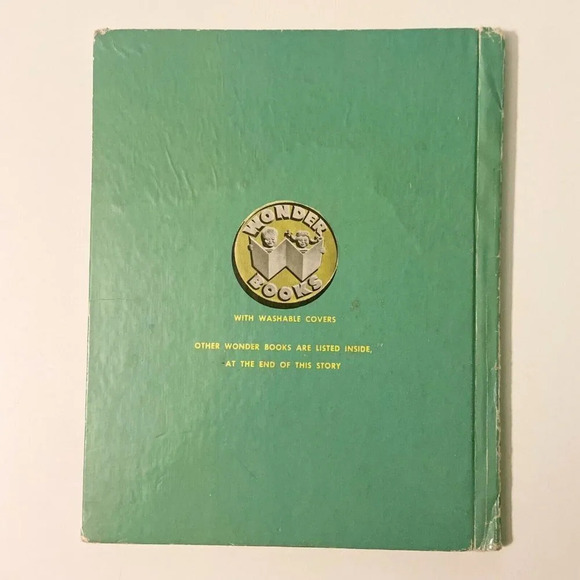 WONDER
BOOKS
WITH WASHABLE COVERS
OTHER WONDER BOOKS ARE LISTED INSIDE,
AT THE END OF THIS STORY